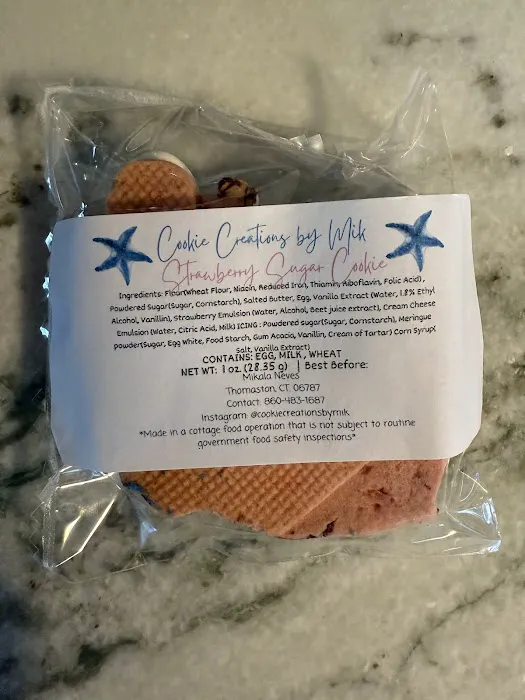 Cookie Creations by Mik
Strawberry Sugar Cookie
Ingredients: Flour(Wheat Flour, Niacin, Reduced Iron, Thiamin, Riboflavin, Folic Acid),
Powdered Sugar(Sugar, Cornstarch), Salted Butter, Egg, Vanilla Extract (Water, 1.8% Ethyl
Alcohol, Vanillin), Strawberry Emulsion (Water, Alcohol, Beet juice extract), Cream Cheese
Emulsion (Water, Citric Acid, Milk) ICING : Powdered sugar(Sugar, Cornstarch), Meringue
powder(Sugar, Egg White, Food Starch, Gum Acacia, Vanillin, Cream of Tartar) Corn Syrup(
Salt, Vanilla Extract)
CONTAINS: EGG, MILK, WHEAT
NET WT: 1 oz. (28.35 g) | Best Before:
Mikala Neves
Thomaston, CT. 06787
Contact: 860-483-1687
Instagram: @cookiecreationsbymik
*Made in a cottage food operation that is not subject to routine
government food safety inspections*